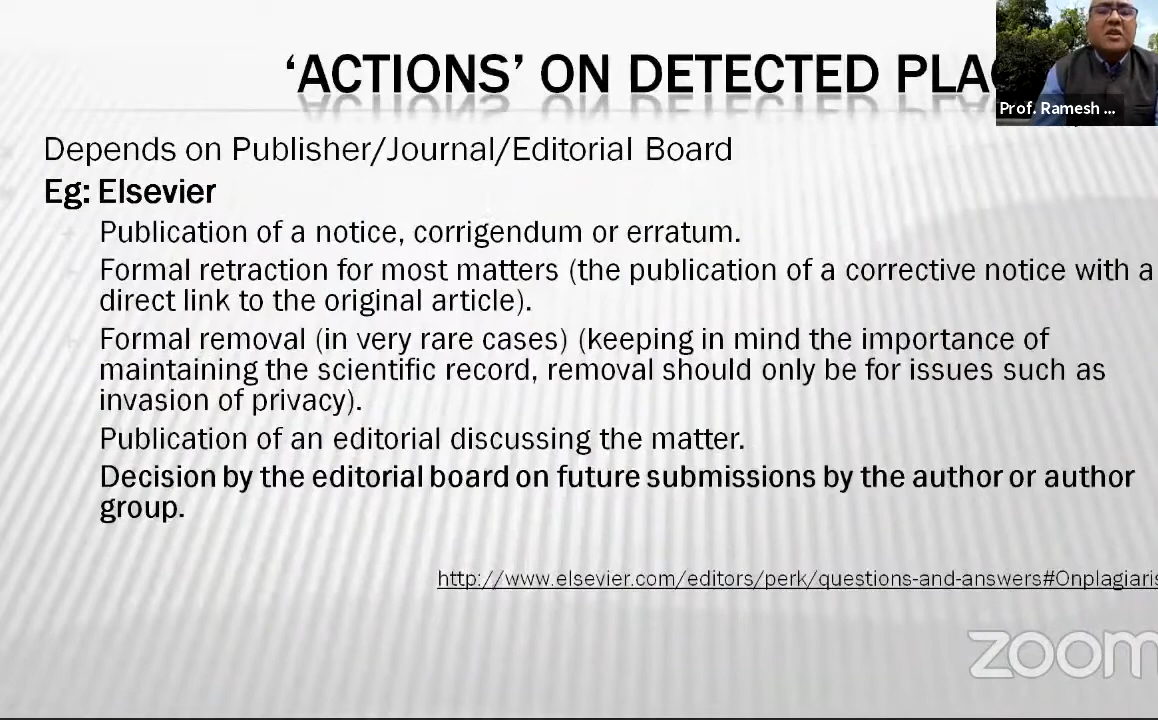 ‘ACTIONS’ ON DETECTED
Prof. Ramesh ...
Depends on Publisher/Journal/Editorial Board
Eg: Elsevier
Publication of a notice, corrigendum or erratum.
Formal retraction for most matters (the publication of a corrective notice with a
direct link to the original article).
Formal removal (in very rare cases) (keeping in mind the importance of
maintaining the scientific record, removal should only be for issues such as
invasion of privacy).
Publication of an editorial discussing the matter.
Decision by the editorial board on future submissions by the author or author
group.
http://www.elsevier.com/editors/perk/questions-and-answers#Onplagiaris
zoom